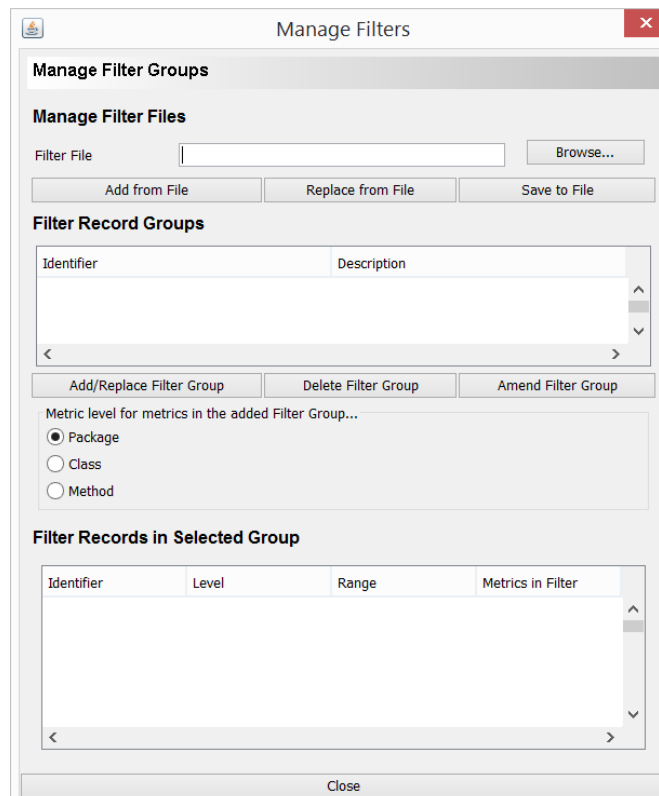 Manage Filters
Manage Filter Groups
Manage Filter Files
Filter File Browse...
Add from File Replace from File Save to File
Filter Record Groups
Identifier Description
Add/Replace Filter Group Delete Filter Group Amend Filter Group
Metric level for metrics in the added Filter Group...
Package
Class
Method
Filter Records in Selected Group
Identifier Level Range Metrics in Filter
Close